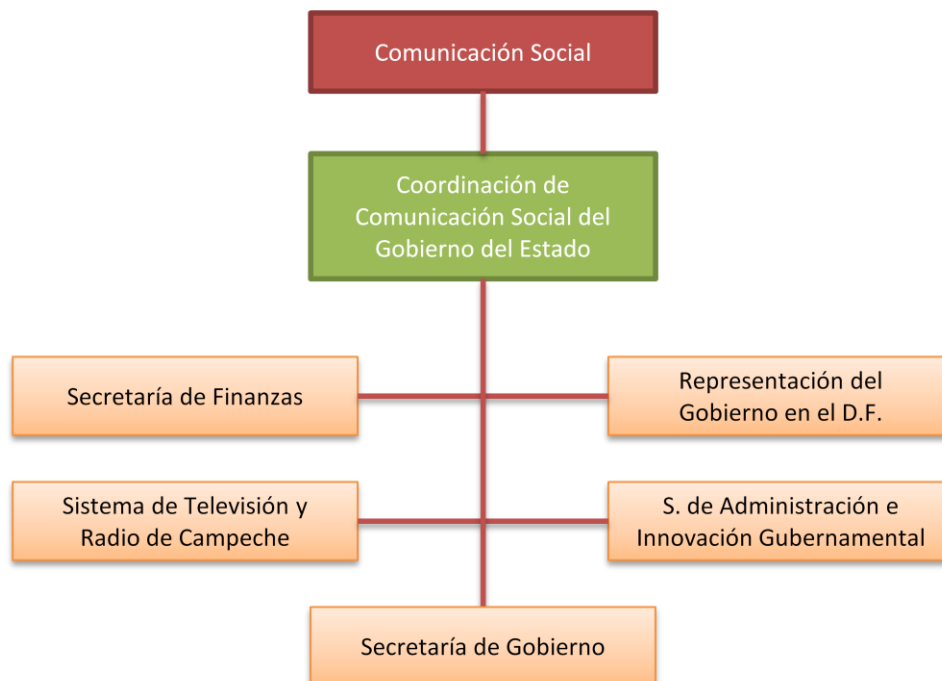 Comunicación Social
Coordinación de
Comunicación Social del
Gobierno del Estado
Secretaría de Finanzas
Representación del
Gobierno en el D.F.
Sistema de Televisión y
Radio de Campeche
S. de Administración e
Innovación Gubernamental
Secretaría de Gobierno